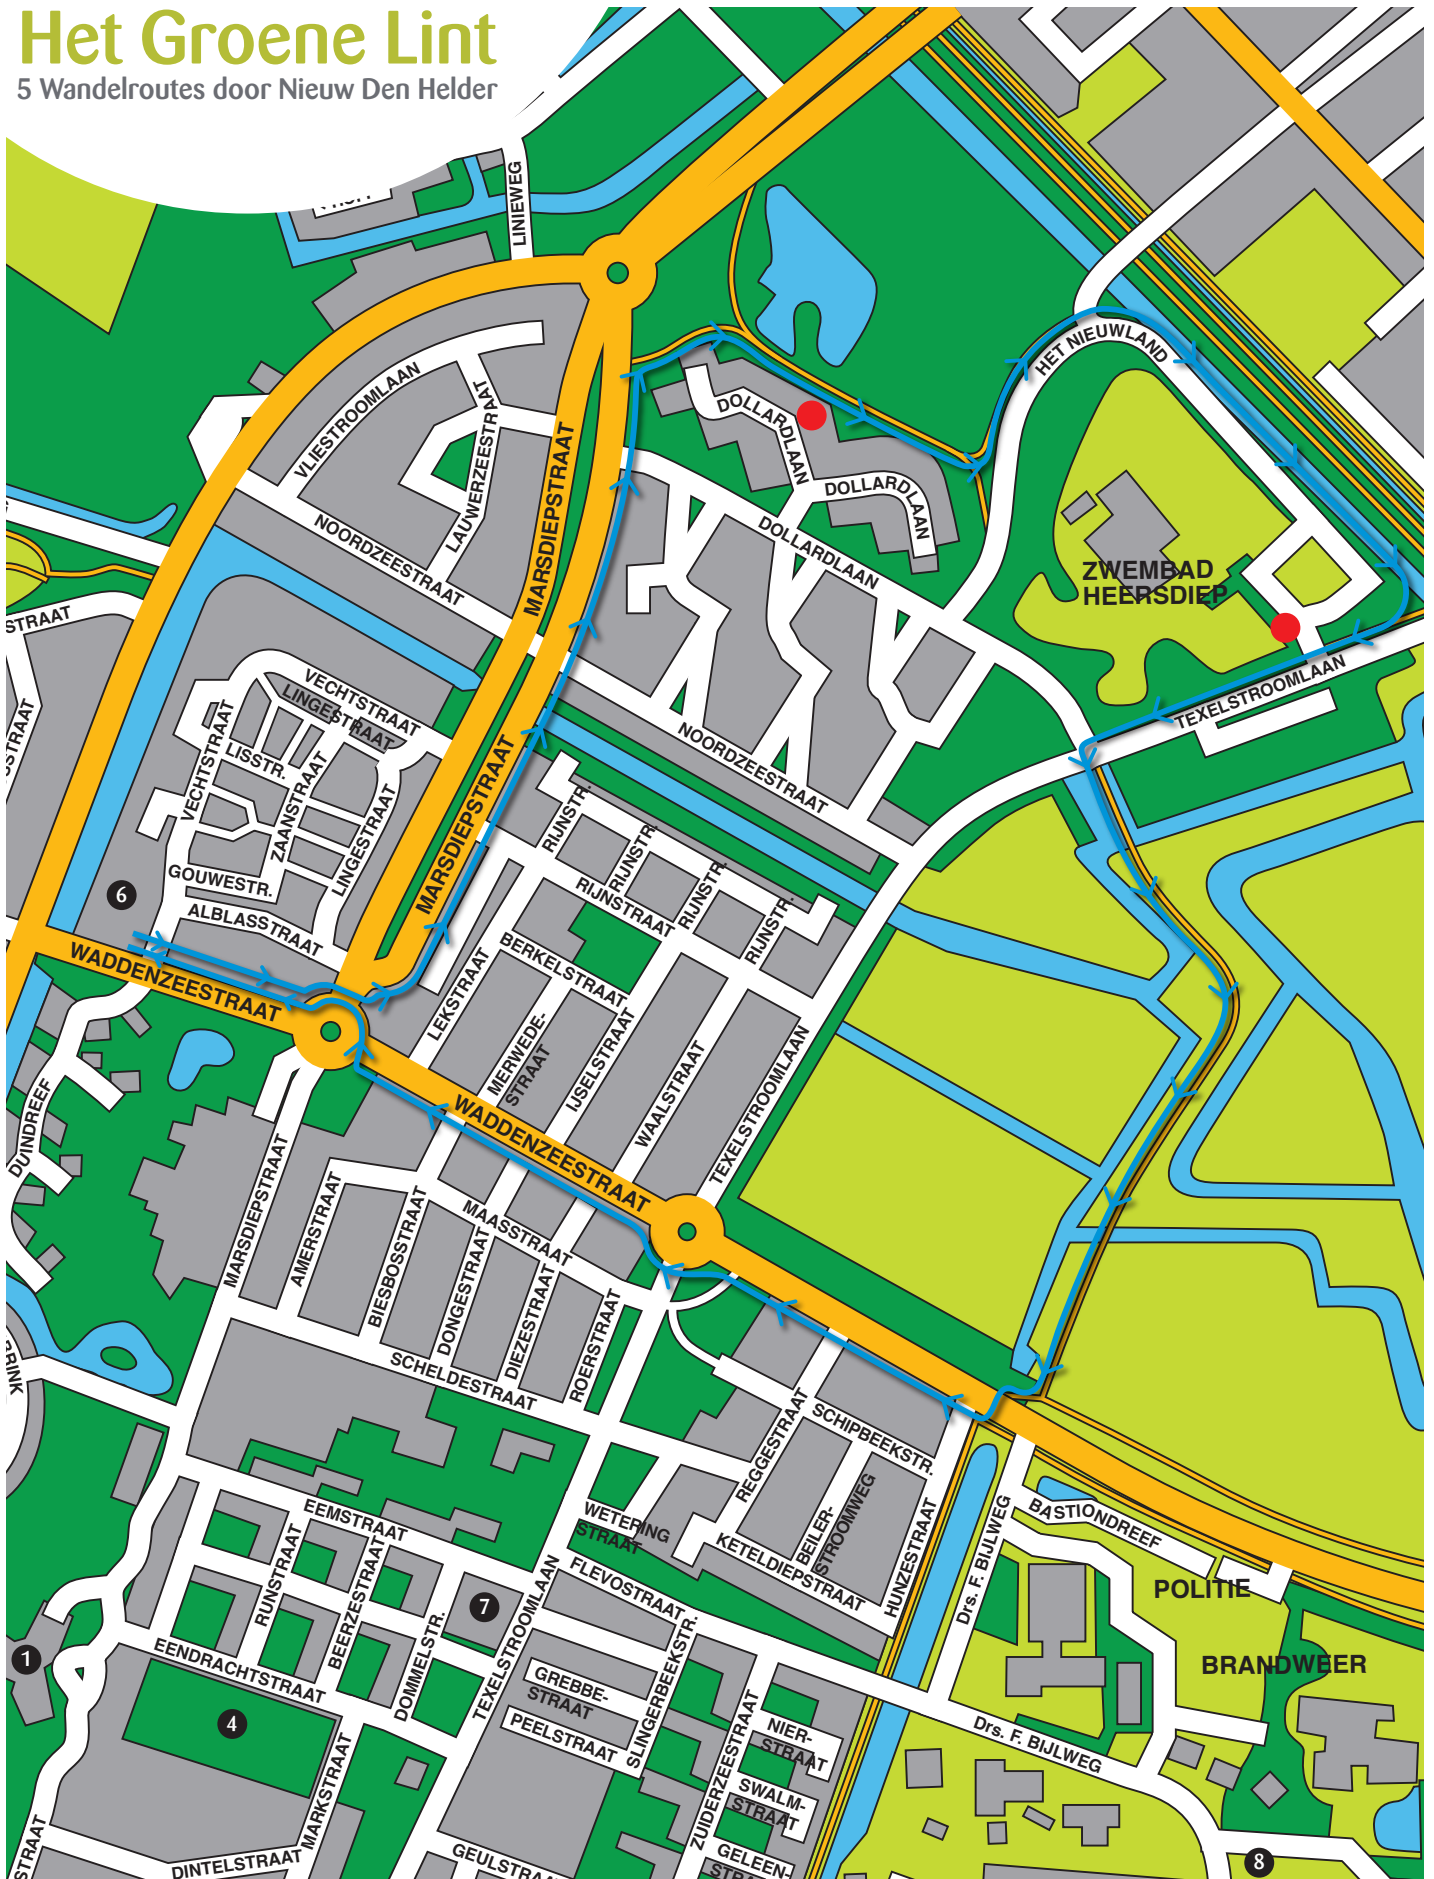 Het Groene Lint
5 Wandelroutes door Nieuw Den Helder
LINIEWEG
HET NIEUWLAND
VLIESTROOMLAAN
LAUWERZEESTRAAT
DOLLARDLAAN
DOLLARDLAAN
DOLLARDLAAN
MARSDIEPSTRAAT
NOORDZEESTRAAT
ZWEMBAD
HEERSDIEP
STRAAT
VECHTSTRAAT
LINGESTRAAT
TEXELSTROOMLAAN
VECHTSTRAAT
LISSTR.
ZAANSTRAAT
LINGESTRAAT
MARSDIEPSTRAAT
NOORDZEESTRAAT
RIJNSTR.
RIJNSTR.
RIJNSTR.
RIJNSTR.
RIJNSTRAAT
GOUWESTR.
6
ALBLASSTRAAT
WADDENZEESTRAAT
BERKELSTRAAT
LEKSTRAAT
MERWEDE-
STRAAT
IJSELSTRAAT
WAALSTRAAT
TEXELSTROOMLAAN
WADDENZEESTRAAT
DUINDREEF
MARSDIEPSTRAAT
AMERSTRAAT
BIESBOSSTRAAT
MAASSTRAAT
DONGESTRAAT
DIEZESTRAAT
ROERSTRAAT
BRINK
SCHELDESTRAAT
REGGESTRAAT
SCHIPBEEKSTR.
BEILER-
STROOMWEG
EEMSTRAAT
WETERING
STRAAT
KETELDIEPSTRAAT
HUNZESTRAAT
Drs. F. BIJLWEG
BASTIONDREEF
POLITIE
RUNSTRAAT
BEERZESTRAAT
DOMMELSTR.
7
TEXELSTROOMLAAN
FLEVOSTRAAT
1
EENDRACHTSTRAAT
GREBBE-
STRAAT
PEELSTRAAT
SLINGERBEEKSTR.
BRANDWEER
4
MARKSTRAAT
ZUIDERZEESTRAAT
NIER-
STRAAT
Drs. F. BIJLWEG
SWALM-
STRAAT
STRAAT
DINTELSTRAAT
GEULSTRAA
GELEEN-
STRA
8